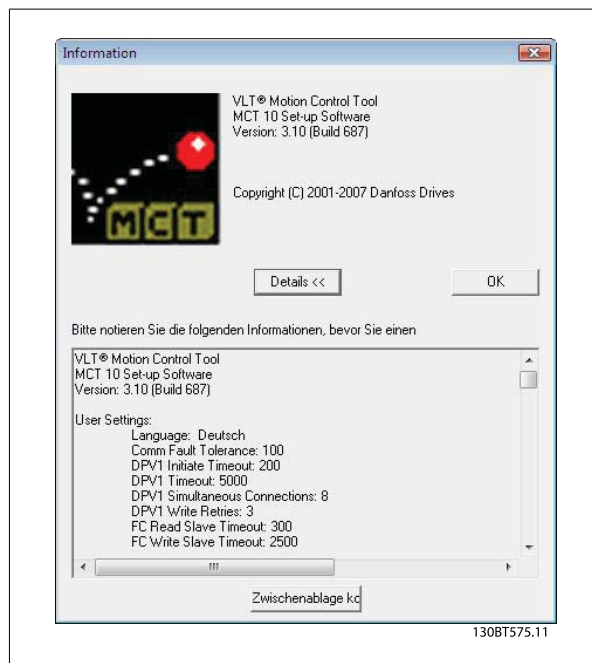 Information
VLT® Motion Control Tool
MCT 10 Set-up Software
Version: 3.10 (Build 687)
Copyright (C) 2001-2007 Danfoss Drives
MCT
Details <<
OK
Bitte notieren Sie die folgenden Informationen, bevor Sie einen
VLT® Motion Control Tool
MCT 10 Set-up Software
Version: 3.10 (Build 687)
User Settings:
Language: Deutsch
Comm Fault Tolerance: 100
DPV1 Initiate Timeout: 200
DPV1 Timeout: 5000
DPV1 Simultaneous Connections: 8
DPV1 Write Retries: 3
FC Read Slave Timeout: 300
FC Write Slave Timeout: 2500
Zwischenablage kc
130BT575.11